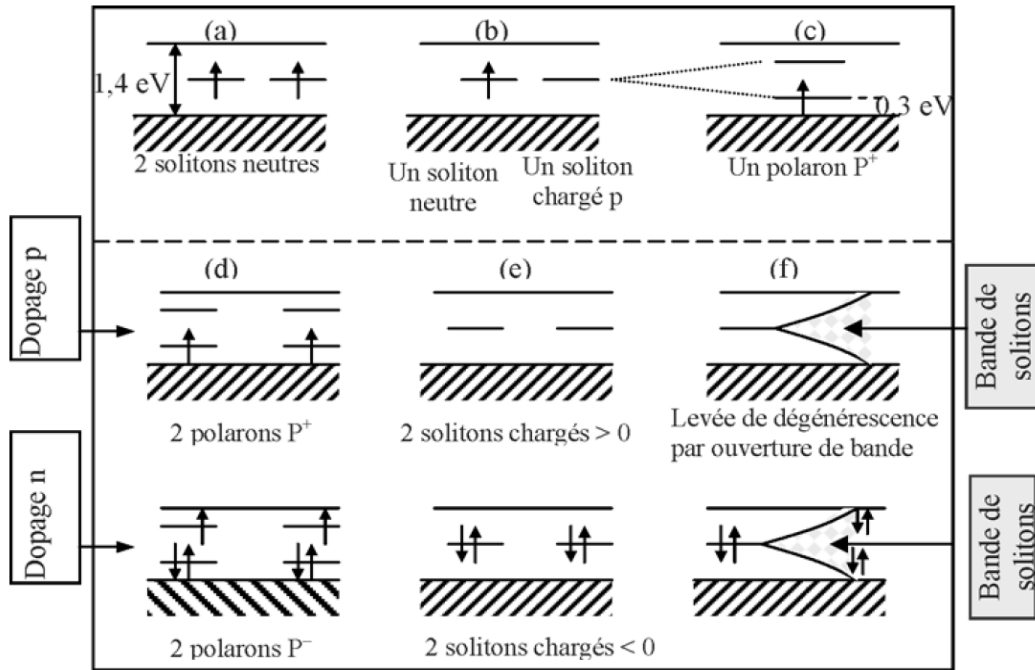 (a)
(b)
(c)
1,4 eV
0,3 eV
2 solitons neutres
Un soliton
neutre
Un soliton
chargé p
Un polaron P⁺
Dopage p
(d)
(e)
(f)
Bande de
solitons
2 polarons P⁺
2 solitons chargés > 0
Levée de dégénérescence
par ouverture de bande
Dopage n
Bande de
solitons
2 polarons P⁻
2 solitons chargés < 0